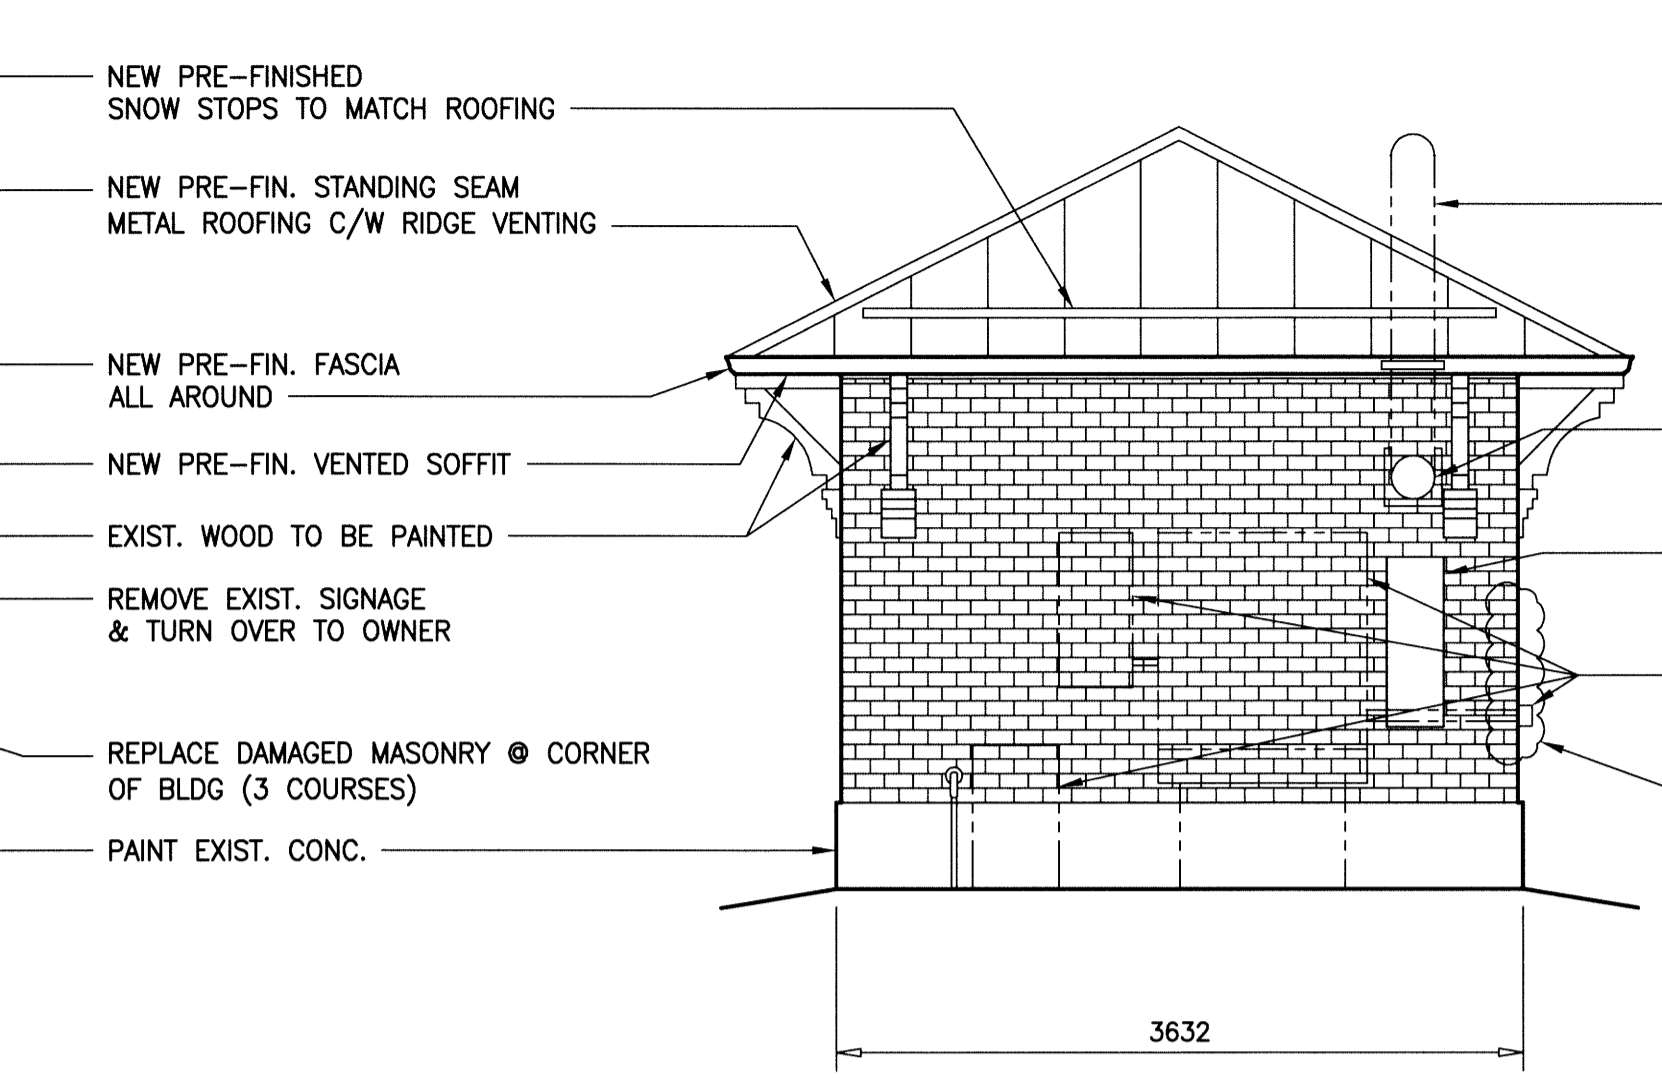 NEW PRE-FINISHED
SNOW STOPS TO MATCH ROOFING
NEW PRE-FIN. STANDING SEAM
METAL ROOFING C/W RIDGE VENTING
NEW PRE-FIN. FASCIA
ALL AROUND
NEW PRE-FIN. VENTED SOFFIT
EXIST. WOOD TO BE PAINTED
REMOVE EXIST. SIGNAGE
& TURN OVER TO OWNER
REPLACE DAMAGED MASONRY @ CORNER
OF BLDG (3 COURSES)
PAINT EXIST. CONC.
3632